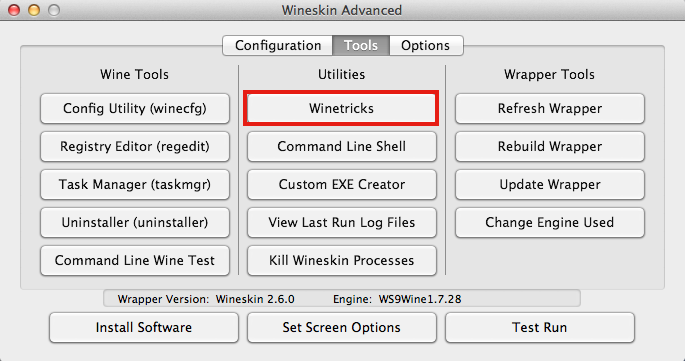 Wineskin Advanced
Configuration Tools Options
Wine Tools Utilities Wrapper Tools
Config Utility (winecfg) Winetricks Refresh Wrapper
Registry Editor (regedit) Command Line Shell Rebuild Wrapper
Task Manager (taskmgr) Custom EXE Creator Update Wrapper
Uninstaller (uninstaller) View Last Run Log Files Change Engine Used
Command Line Wine Test Kill Wineskin Processes
Wrapper Version: Wineskin 2.6.0 Engine: WS9Wine1.7.28
Install Software Set Screen Options Test Run